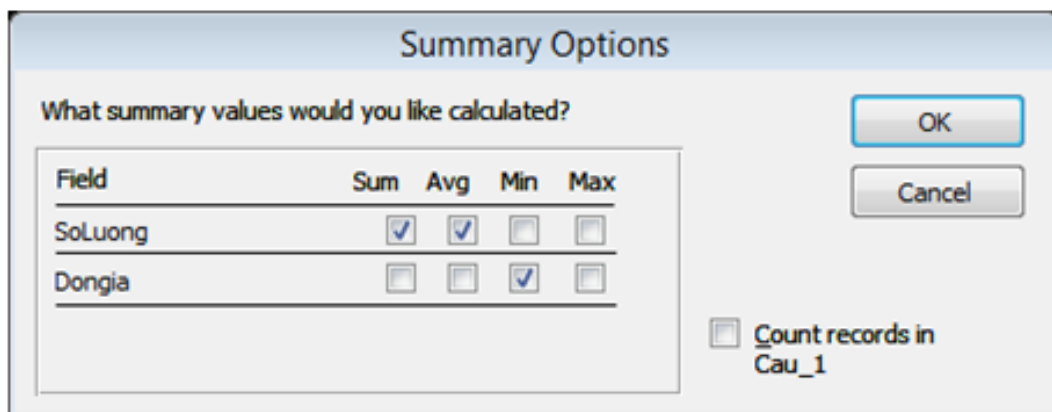 Summary Options
What summary values would you like calculated?
OK
Cancel
Field Sum Avg Min Max
SoLuong
Dongia
Count records in
Cau_1